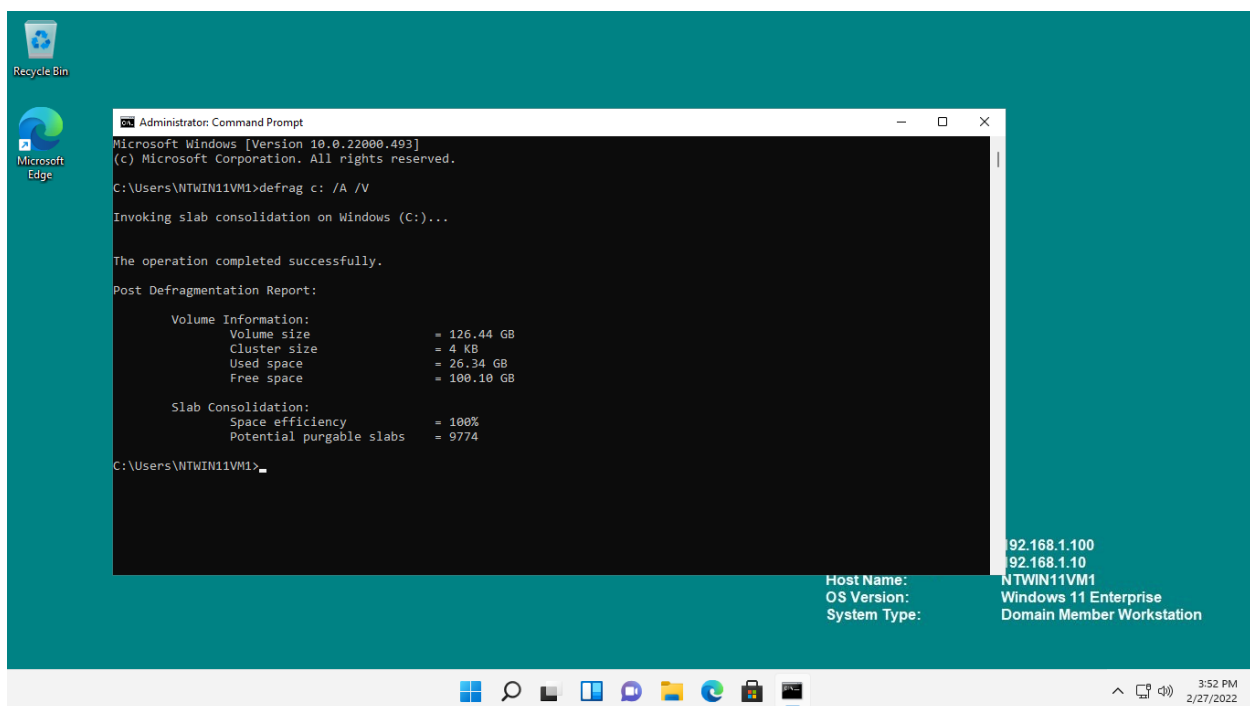 Recycle Bin
Microsoft
Edge
Administrator: Command Prompt
Microsoft Windows [Version 10.0.22000.493]
(c) Microsoft Corporation. All rights reserved.
C:\Users\NTWIN11VM1>defrag c: /A /V
Invoking slab consolidation on Windows (C:)...
The operation completed successfully.
Post Defragmentation Report:
Volume Information:
Volume size = 126.44 GB
Cluster size = 4 KB
Used space = 26.34 GB
Free space = 100.10 GB
Slab Consolidation:
Space efficiency = 100%
Potential purgable slabs = 9774
C:\Users\NTWIN11VM1>
192.168.1.100
192.168.1.10
Host Name: NTWIN11VM1
OS Version: Windows 11 Enterprise
System Type: Domain Member Workstation
3:52 PM
2/27/2022